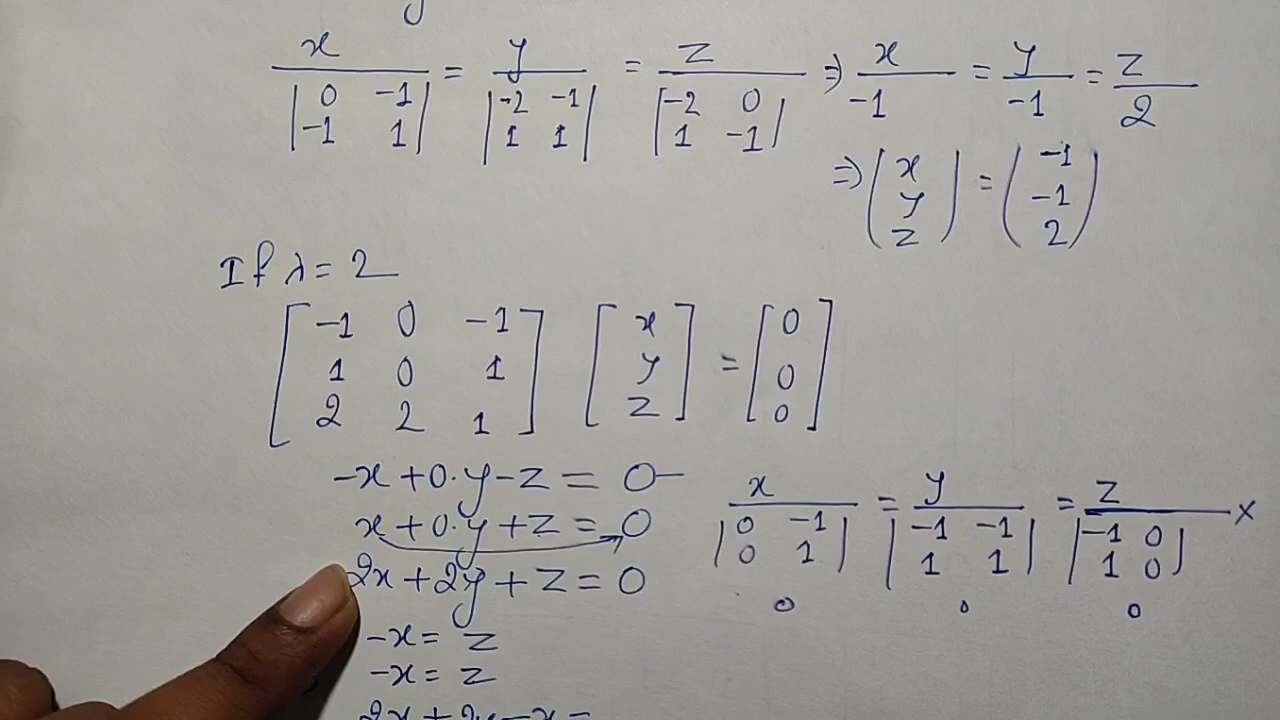 x/|0 -1; -1 1| = y/|-2 -1; 1 1| = z/|-2 0; 1 -1| ⇒ x/-1 = y/-1 = z/2
⇒ (x y z) = (-1 -1 2)
If λ = 2
[-1 0 -1; 1 0 1; 2 2 1] [x; y; z] = [0; 0; 0]
-x + 0·y - z = 0
x + 0·y + z = 0
2x + 2y + z = 0
x/|0 -1; 0 1| = y/|-1 -1; 1 1| = z/|-1 0; 1 0| ×
0 0 0
-x = z
-x = z
2x + 2y - x =